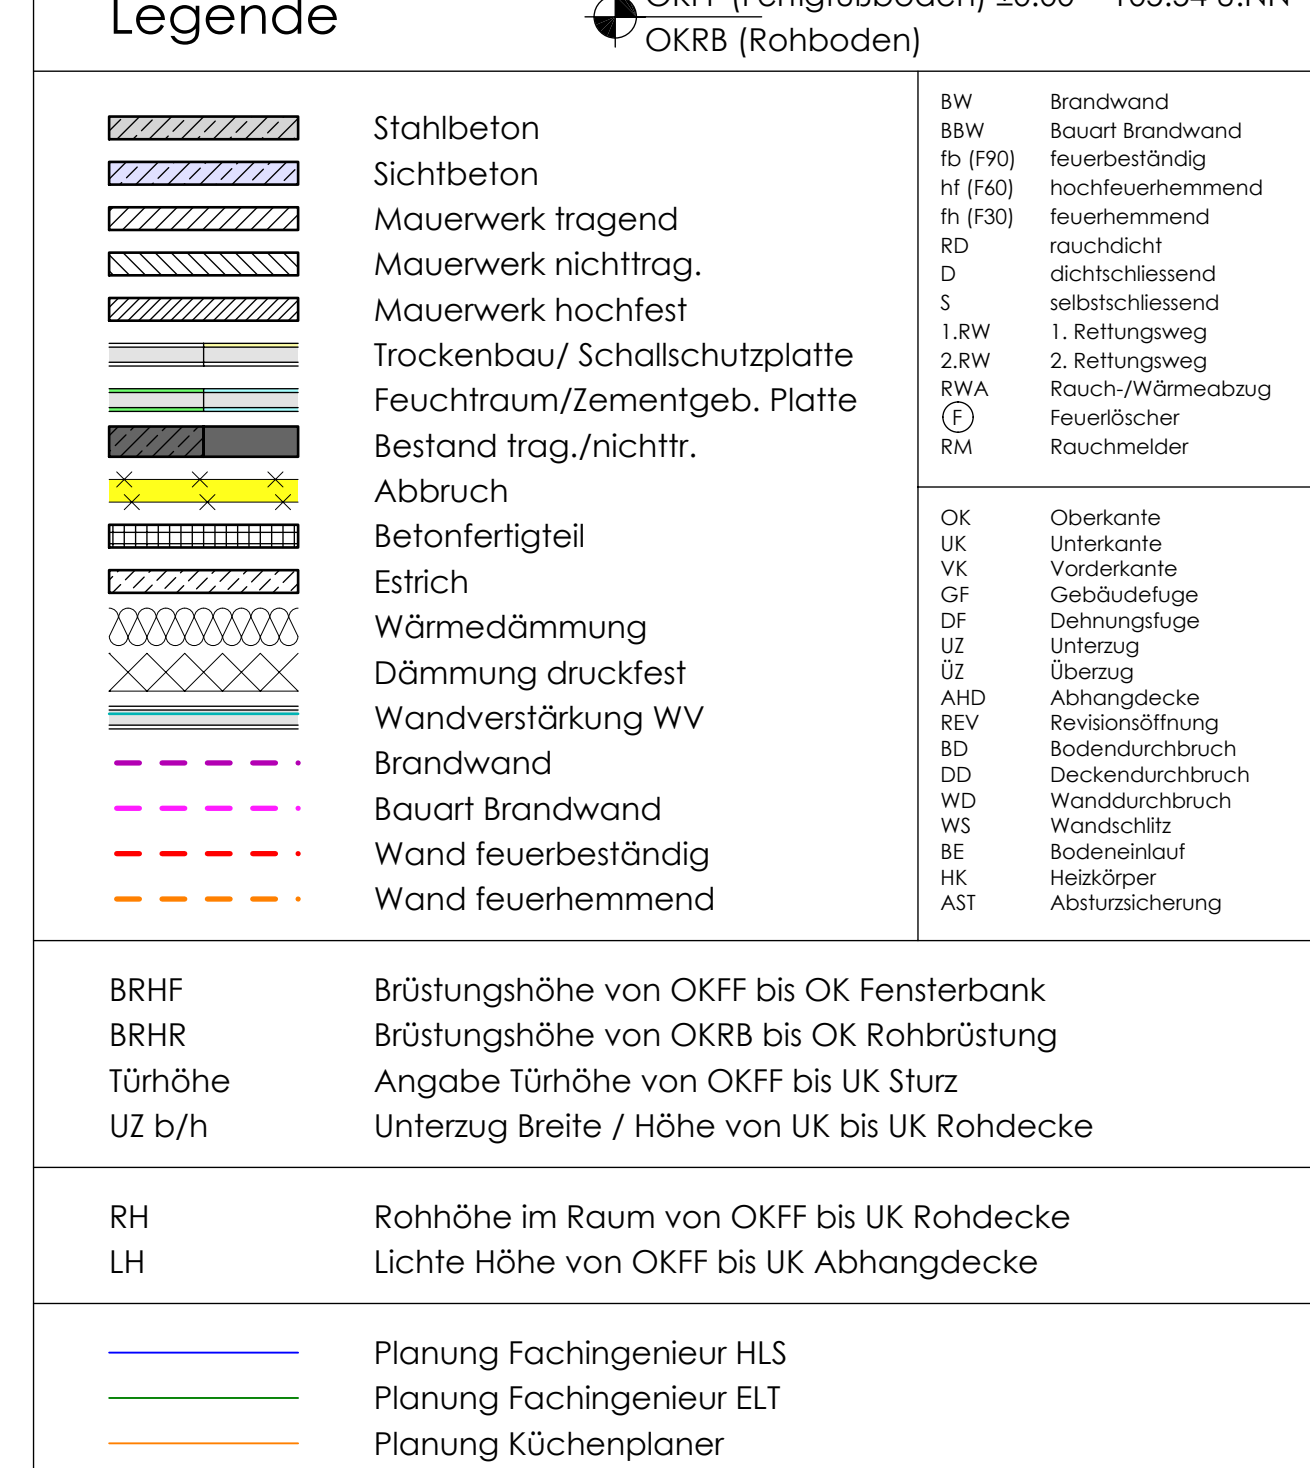 Legende
OKRB (Rohboden)
Stahlbeton
Sichtbeton
Mauerwerk tragend
Mauerwerk nichttrag.
Mauerwerk hochfest
Trockenbau/ Schallschutzplatte
Feuchtraum/Zementgeb. Platte
Bestand trag./nichttr.
Abbruch
Betonfertigteil
Estrich
Wärmedämmung
Dämmung druckfest
Wandverstärkung WV
Brandwand
Bauart Brandwand
Wand feuerbeständig
Wand feuerhemmend
BW Brandwand
BBW Bauart Brandwand
fb (F90) feuerbeständig
hf (F60) hochfeuerhemmend
fh (F30) feuerhemmend
RD rauchdicht
D dichtschliessend
S selbstschliessend
1.RW 1. Rettungsweg
2.RW 2. Rettungsweg
RWA Rauch-/Wärmeabzug
F Feuerlöscher
RM Rauchmelder
OK Oberkante
UK Unterkante
VK Vorderkante
GF Gebäudefuge
DF Dehnungsfuge
UZ Unterzug
ÜZ Überzug
AHD Abhangdecke
REV Revisionsöffnung
BD Bodendurchbruch
DD Deckendurchbruch
WD Wanddurchbruch
WS Wandschlitz
BE Bodeneinlauf
HK Heizkörper
AST Absturzsicherung
BRHF Brüstungshöhe von OKFF bis OK Fensterbank
BRHR Brüstungshöhe von OKRB bis OK Rohbrüstung
Türhöhe Angabe Türhöhe von OKFF bis UK Sturz
UZ b/h Unterzug Breite / Höhe von UK bis UK Rohdecke
RH Rohhöhe im Raum von OKFF bis UK Rohdecke
LH Lichte Höhe von OKFF bis UK Abhangdecke
Planung Fachingenieur HLS
Planung Fachingenieur ELT
Planung Küchenplaner